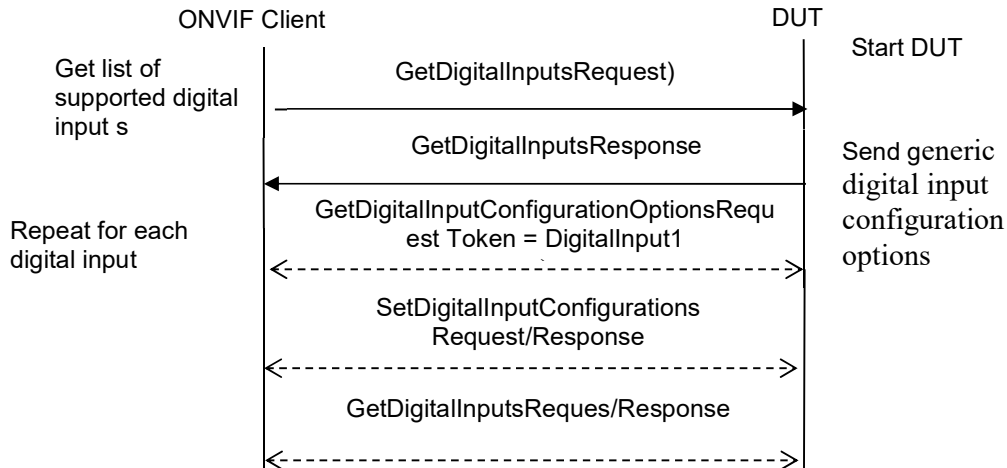 ONVIF Client
DUT
Start DUT
Get list of
supported digital
input s
GetDigitalInputsRequest)
GetDigitalInputsResponse
Send generic
digital input
configuration
options
Repeat for each
digital input
GetDigitalInputConfigurationOptionsRequ
est Token = DigitalInput1
SetDigitalInputConfigurations
Request/Response
GetDigitalInputsReques/Response